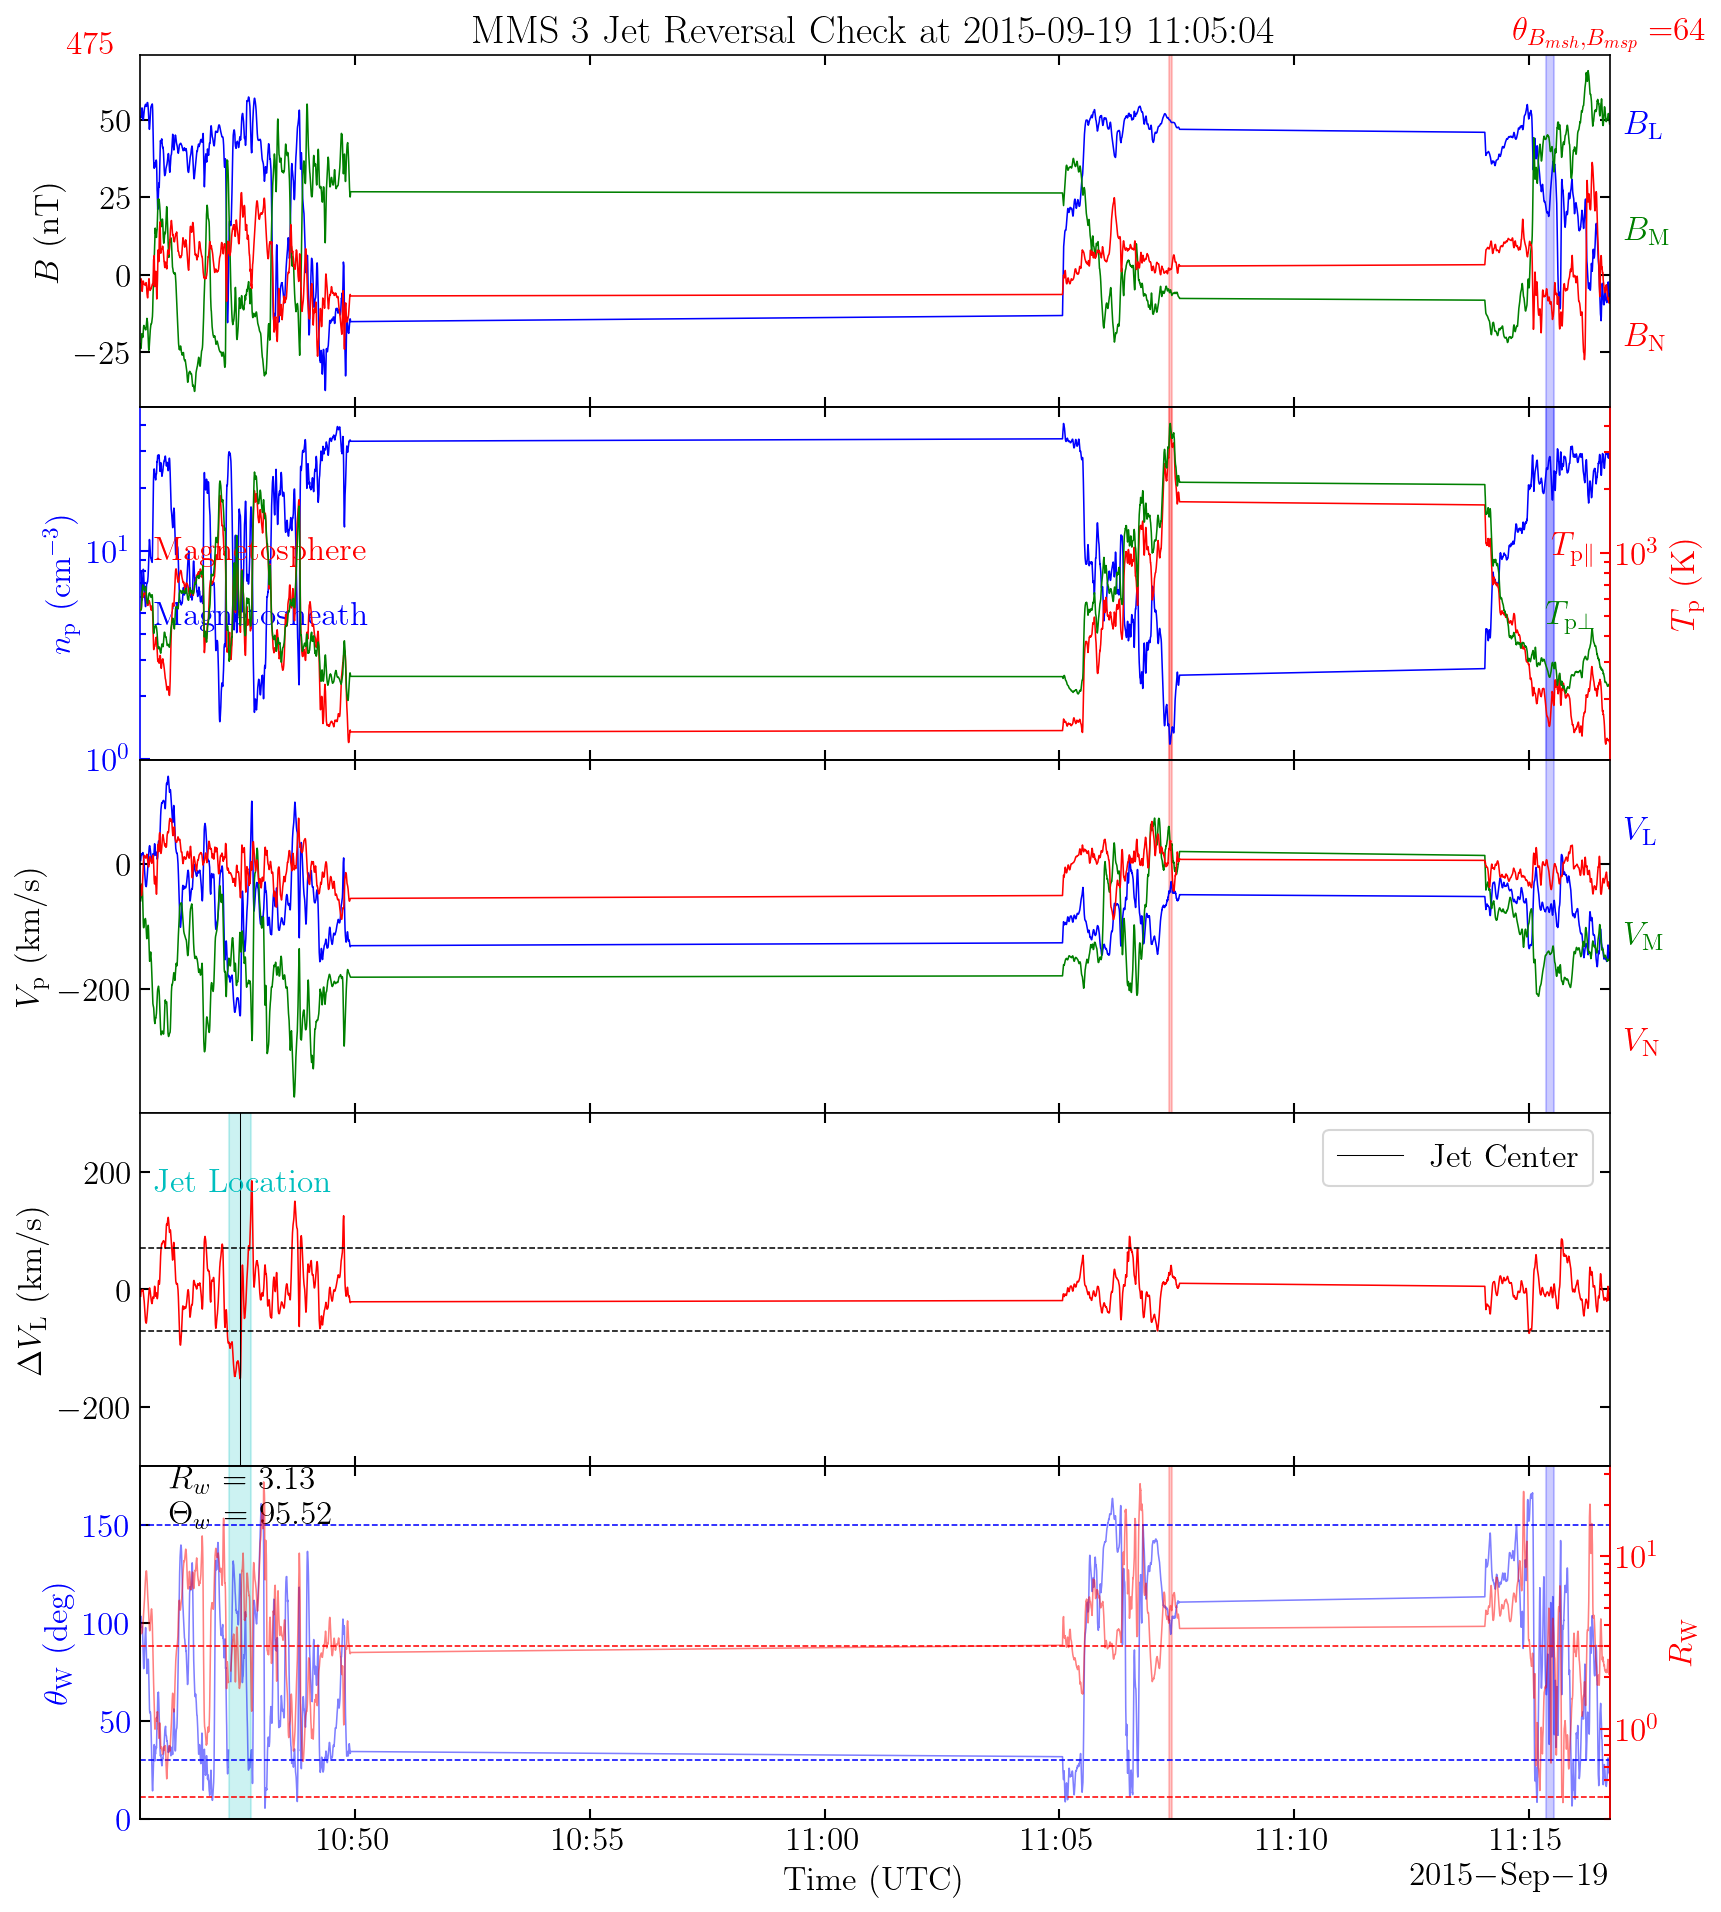 MMS 3 Jet Reversal Check at 2015-09-19 11:05:04
475
θ_{B_{msh},B_{msp}} =64
50
25
0
−25
B (nT)
B_L
B_M
B_N
10^1
10^0
n_p (cm^{−3})
Magnetosphere
Magnetosheath
T_{p∥}
T_{p⊥}
10^3
T_p (K)
0
−200
V_p (km/s)
V_L
V_M
V_N
200
0
−200
ΔV_L (km/s)
Jet Location
Jet Center
R_w = 3.13
Θ_w = 95.52
150
100
50
0
θ_W (deg)
10^1
10^0
R_W
10:50
10:55
11:00
11:05
11:10
11:15
Time (UTC)
2015−Sep−19